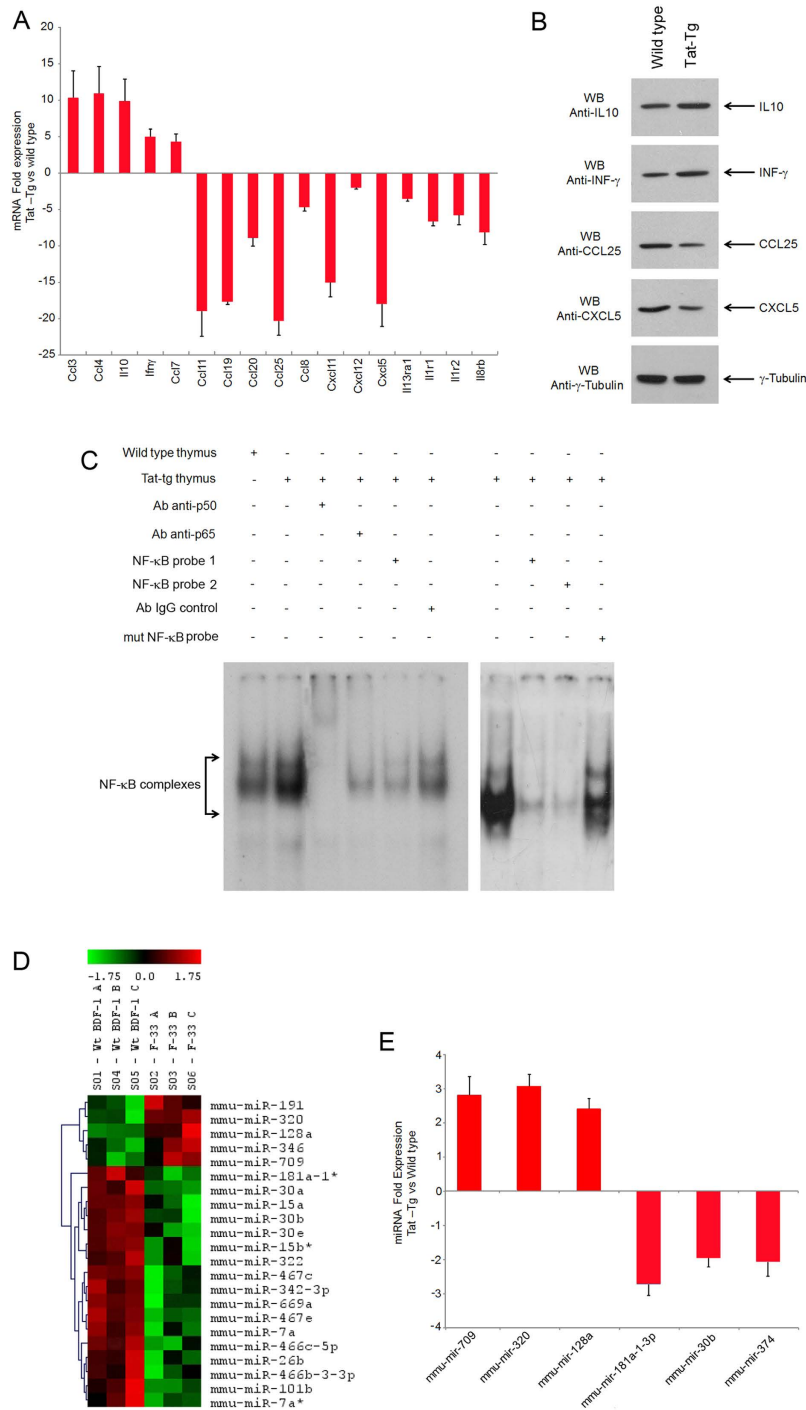 A
mRNA Fold expression
Tat –Tg vs wild type
20
15
10
5
0
-5
-10
-15
-20
-25
Ccl3
Ccl4
Il10
Ifnγ
Ccl7
Ccl11
Ccl19
Ccl20
Ccl25
Ccl8
Cxcl11
Cxcl12
Cxcl5
Il13ra1
Il1r1
Il1r2
Il8rb
B
Wild type
Tat-Tg
WB
Anti-IL10
IL10
WB
Anti-INF-γ
INF-γ
WB
Anti-CCL25
CCL25
WB
Anti-CXCL5
CXCL5
WB
Anti-γ-Tubulin
γ-Tubulin
C
Wild type thymus + - - - - - - - - -
Tat-tg thymus - + + + + + + + + +
Ab anti-p50 - - + - - - - - - -
Ab anti-p65 - - - + - - - - - -
NF-κB probe 1 - - - - + - - + - -
NF-κB probe 2 - - - - - - - - + -
Ab IgG control - - - - - + - - - -
mut NF-κB probe - - - - - - - - - +
NF-κB complexes
D
-1.75 0.0 1.75
S01 - Wt BDF-1 A
S04 - Wt BDF-1 B
S05 - Wt BDF-1 C
S02 - F-33 A
S03 - F-33 B
S06 - F-33 C
mmu-miR-191
mmu-miR-320
mmu-miR-128a
mmu-miR-346
mmu-miR-709
mmu-miR-181a-1*
mmu-miR-30a
mmu-miR-15a
mmu-miR-30b
mmu-miR-30e
mmu-miR-15b*
mmu-miR-322
mmu-miR-467c
mmu-miR-342-3p
mmu-miR-669a
mmu-miR-467e
mmu-miR-7a
mmu-miR-466c-5p
mmu-miR-26b
mmu-miR-466b-3-3p
mmu-miR-101b
mmu-miR-7a*
E
miRNA Fold Expression
Tat –Tg vs Wild type
4
3
2
1
0
-1
-2
-3
-4
mmu-mir-709
mmu-mir-320
mmu-mir-128a
mmu-mir-181a-1-3p
mmu-mir-30b
mmu-mir-374